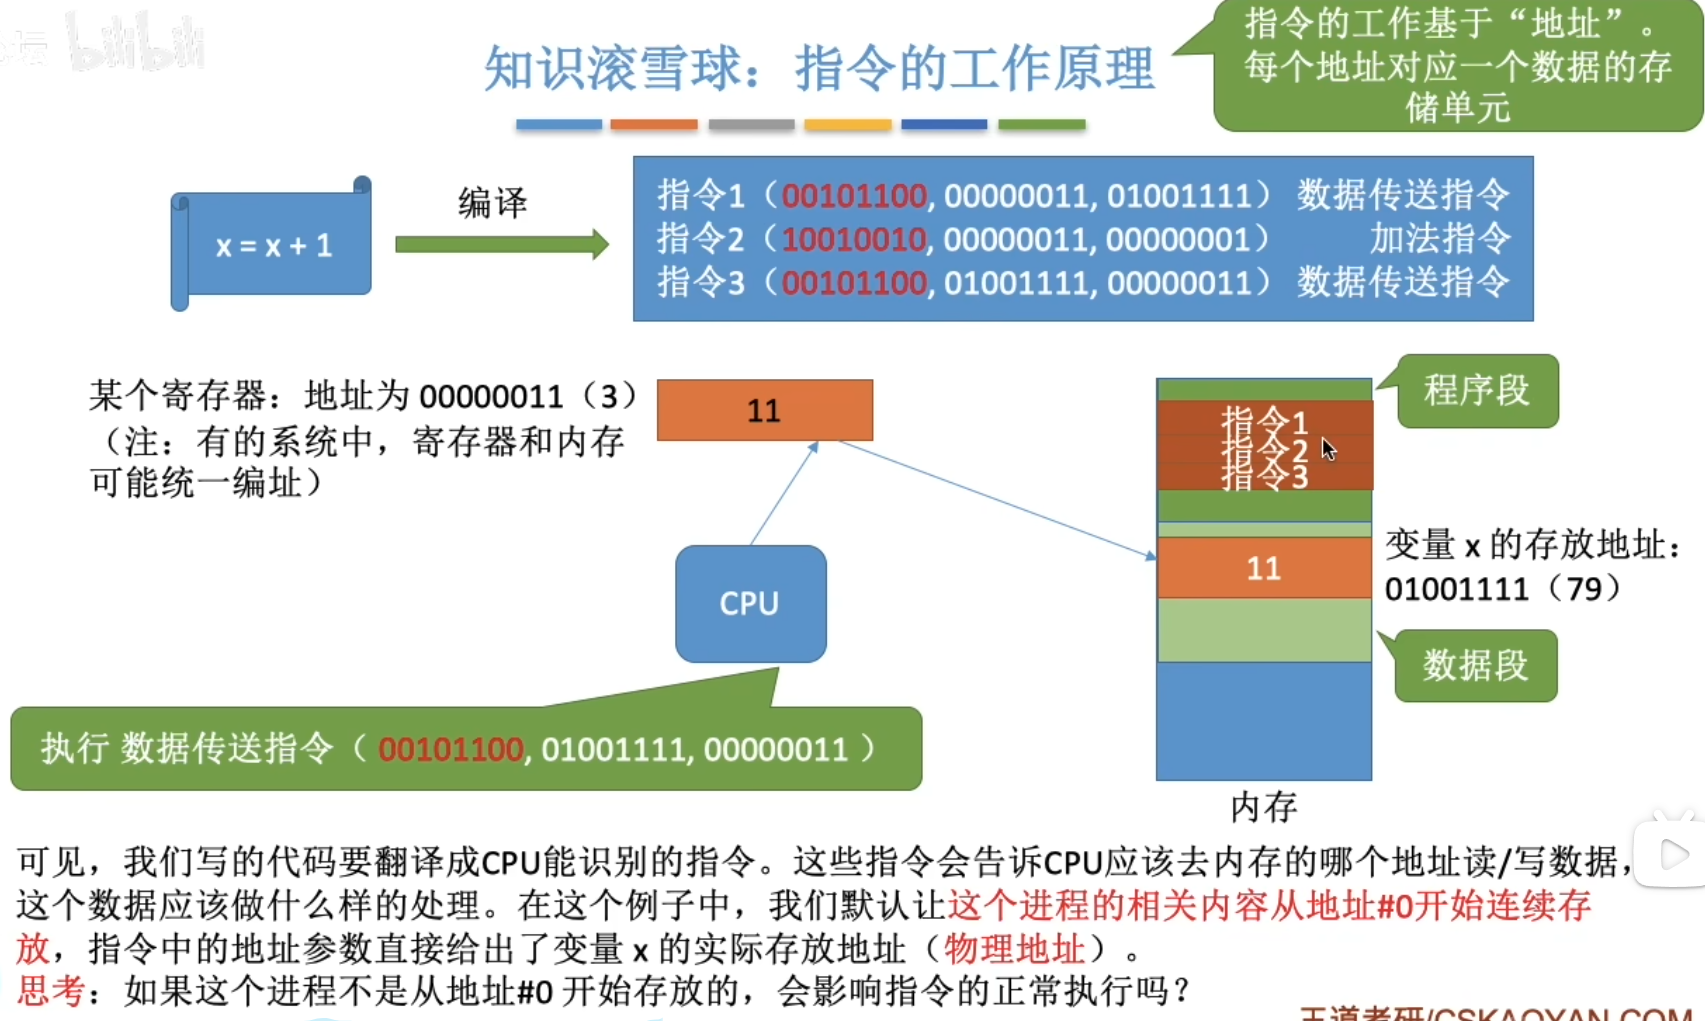 bilibili
知识滚雪球：指令的工作原理
指令的工作基于“地址”。
每个地址对应一个数据的存
储单元
x = x + 1
编译
指令1（00101100, 00000011, 01001111） 数据传送指令
指令2（10010010, 00000011, 00000001） 加法指令
指令3（00101100, 01001111, 00000011） 数据传送指令
某个寄存器：地址为 00000011（3）
（注：有的系统中，寄存器和内存
可能统一编址）
11
程序段
指令1
指令2
指令3
11
变量 x 的存放地址：
01001111（79）
CPU
数据段
执行 数据传送指令（ 00101100, 01001111, 00000011 ）
内存
可见，我们写的代码要翻译成CPU能识别的指令。这些指令会告诉CPU应该去内存的哪个地址读/写数据，
这个数据应该做什么样的处理。在这个例子中，我们默认让这个进程的相关内容从地址#0开始连续存
放，指令中的地址参数直接给出了变量 x 的实际存放地址（物理地址）。
思考：如果这个进程不是从地址#0 开始存放的，会影响指令的正常执行吗？
王道考研/CSKAOYAN.COM